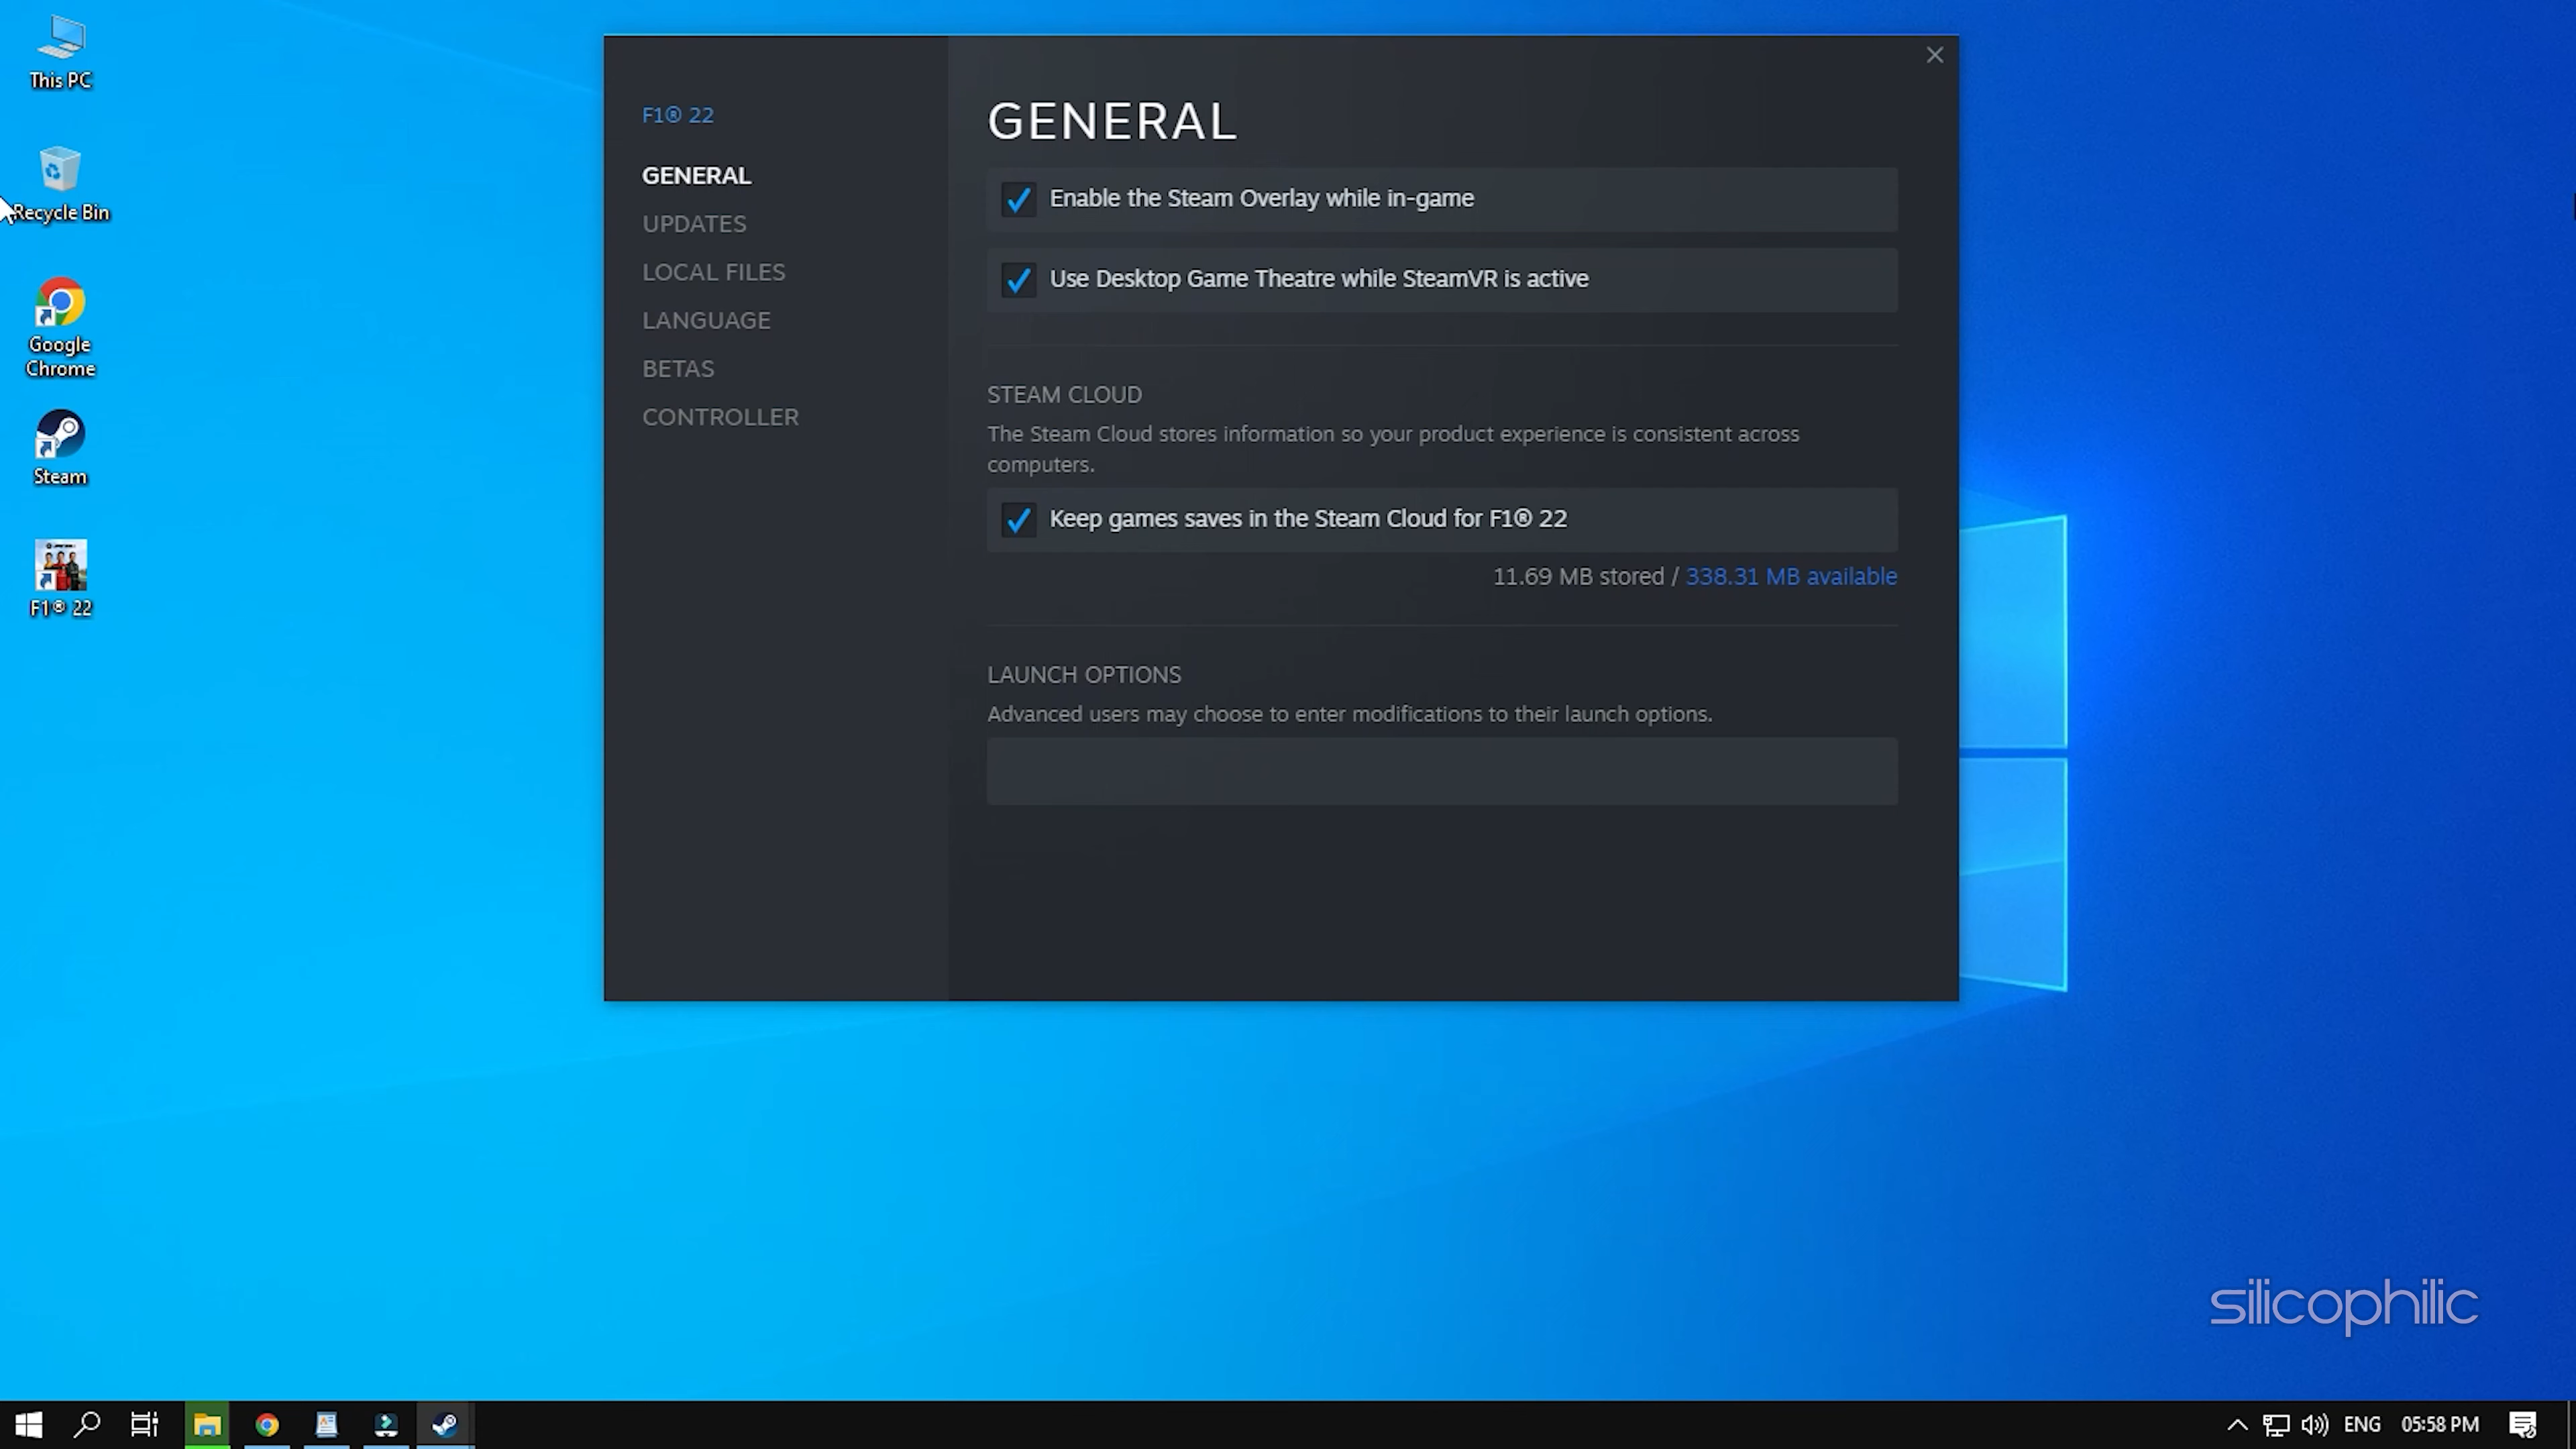 This PC
Recycle Bin
Google
Chrome
Steam
F1® 22
F1® 22
GENERAL
UPDATES
LOCAL FILES
LANGUAGE
BETAS
CONTROLLER
GENERAL
Enable the Steam Overlay while in-game
Use Desktop Game Theatre while SteamVR is active
STEAM CLOUD
The Steam Cloud stores information so your product experience is consistent across
computers.
Keep games saves in the Steam Cloud for F1® 22
11.69 MB stored / 338.31 MB available
LAUNCH OPTIONS
Advanced users may choose to enter modifications to their launch options.
silicophilic
ENG 05:58 PM